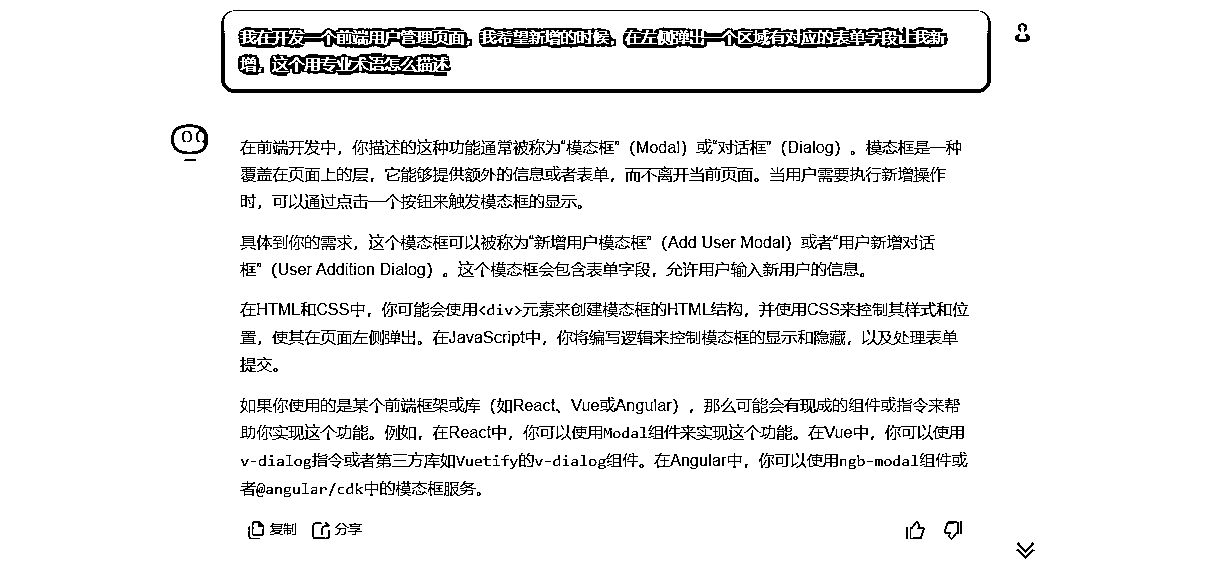 我在开发一个前端用户管理页面，我希望新增的时候，在左侧弹出一个区域有对应的表单字段让我新
增，这个用专业术语怎么描述
在前端开发中，你描述的这种功能通常被称为“模态框”（Modal）或“对话框”（Dialog）。模态框是一种
覆盖在页面上的层，它能够提供额外的信息或者表单，而不离开当前页面。当用户需要执行新增操作
时，可以通过点击一个按钮来触发模态框的显示。
具体到你的需求，这个模态框可以被称为“新增用户模态框”（Add User Modal）或者“用户新增对话
框”（User Addition Dialog）。这个模态框会包含表单字段，允许用户输入新用户的信息。
在HTML和CSS中，你可能会使用<div>元素来创建模态框的HTML结构，并使用CSS来控制其样式和位
置，使其在页面左侧弹出。在JavaScript中，你将编写逻辑来控制模态框的显示和隐藏，以及处理表单
提交。
如果你使用的是某个前端框架或库（如React、Vue或Angular），那么可能会有现成的组件或指令来帮
助你实现这个功能。例如，在React中，你可以使用Modal组件来实现这个功能。在Vue中，你可以使用
v-dialog指令或者第三方库如Vuetify的v-dialog组件。在Angular中，你可以使用ngb-modal组件或
者@angular/cdk中的模态框服务。
复制 分享